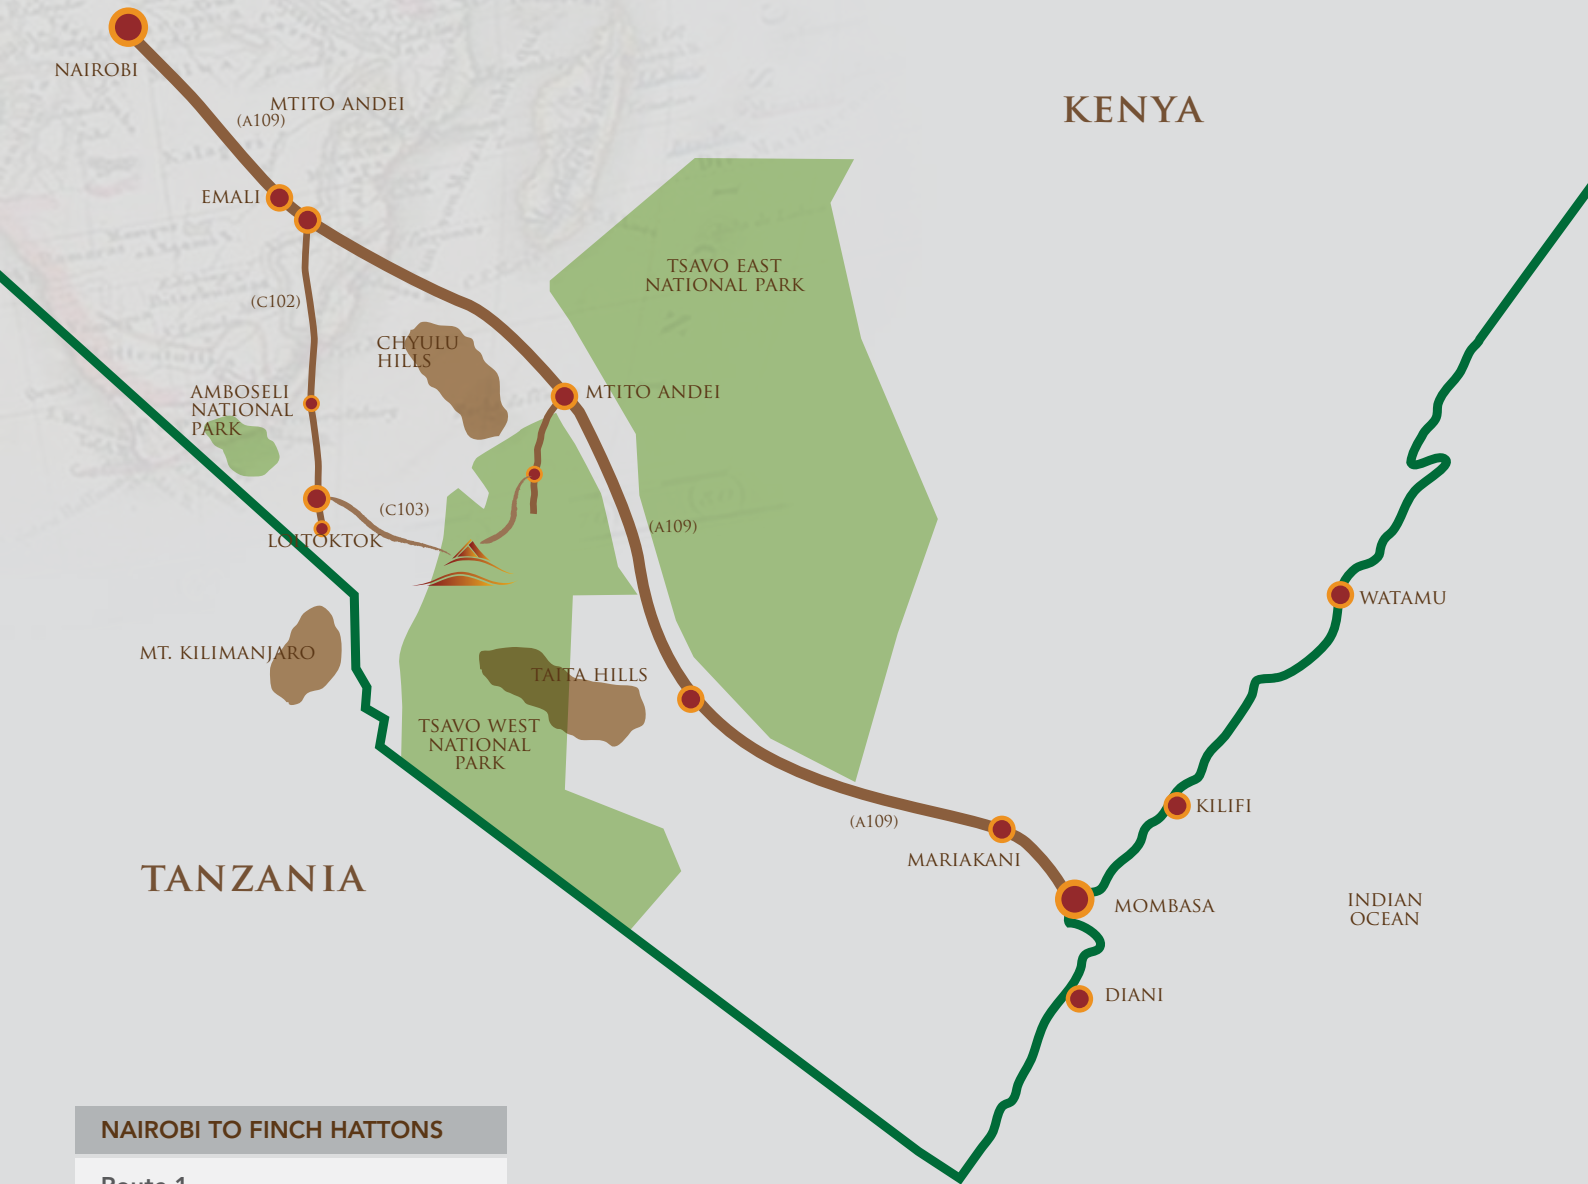 NAIROBI
MTITO ANDEI
(A109)
KENYA
EMALI
TSAVO EAST
NATIONAL PARK
(C102)
CHYULU
HILLS
AMBOSELI
NATIONAL
PARK
MTITO ANDEI
(C103)
(A109)
LOITOKTOK
WATAMU
MT. KILIMANJARO
TAITA HILLS
TSAVO WEST
NATIONAL
PARK
KILIFI
(A109)
MARIAKANI
TANZANIA
MOMBASA
INDIAN
OCEAN
DIANI
NAIROBI TO FINCH HATTONS
Route 1